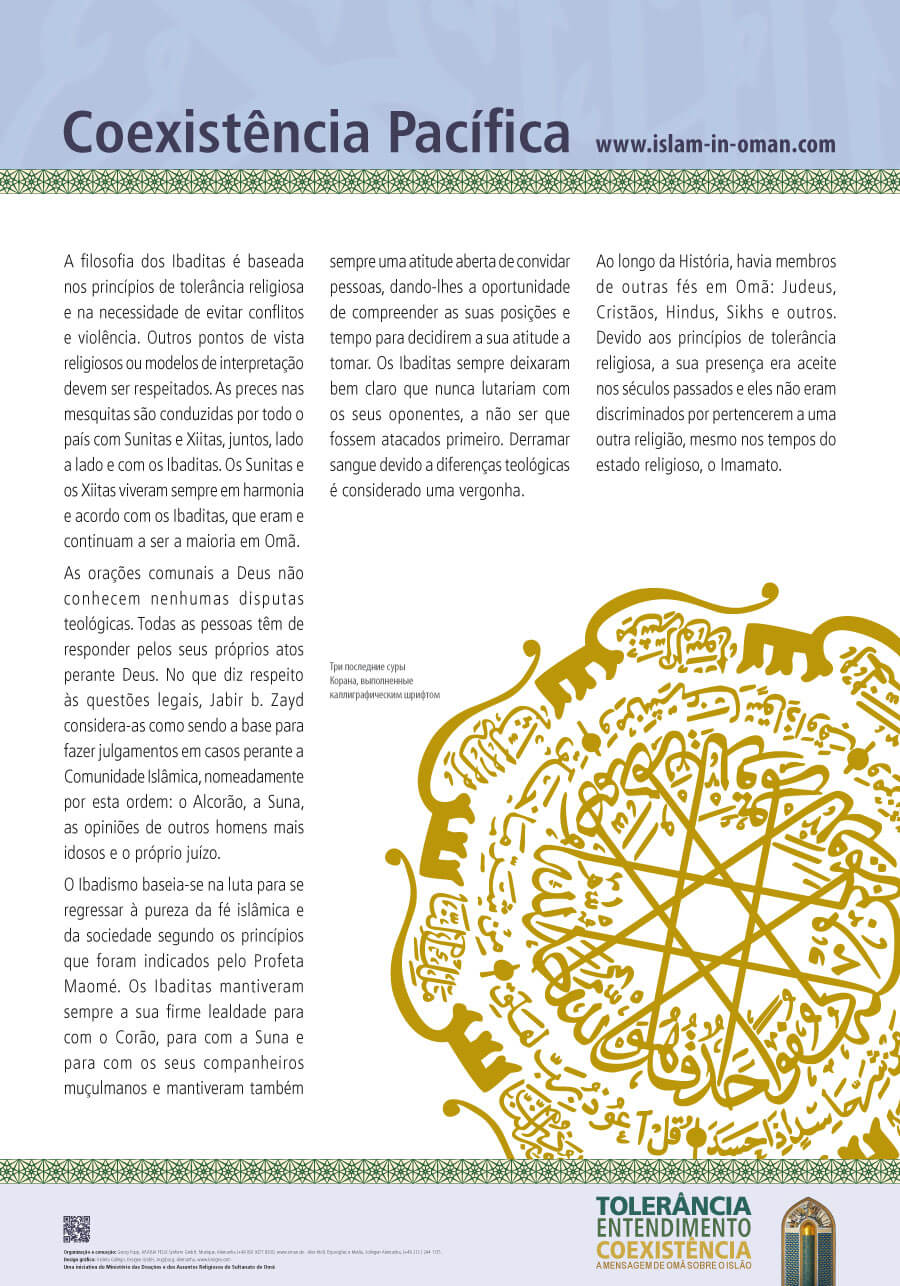 Coexistência Pacífica
www.islam-in-oman.com
A filosofia dos Ibaditas é baseada
nos princípios de tolerância religiosa
e na necessidade de evitar conflitos
e violência. Outros pontos de vista
religiosos ou modelos de interpretação
devem ser respeitados. As preces nas
mesquitas são conduzidas por todo o
país com Sunitas e Xiitas, juntos, lado
a lado e com os Ibaditas. Os Sunitas e
os Xiitas viveram sempre em harmonia
e acordo com os Ibaditas, que eram e
continuam a ser a maioria em Omã.
As orações comunais a Deus não
conhecem nenhumas disputas
teológicas. Todas as pessoas têm de
responder pelos seus próprios atos
perante Deus. No que diz respeito
às questões legais, Jabir b. Zayd
considera-as como sendo a base para
fazer julgamentos em casos perante a
Comunidade Islâmica, nomeadamente
por esta ordem: o Alcorão, a Suna,
as opiniões de outros homens mais
idosos e o próprio juízo.
O Ibadismo baseia-se na luta para se
regressar à pureza da fé islâmica e
da sociedade segundo os princípios
que foram indicados pelo Profeta
Maomé. Os Ibaditas mantiveram
sempre a sua firme lealdade para
com o Corão, para com a Suna e
para com os seus companheiros
muçulmanos e mantiveram também
sempre uma atitude aberta de convidar
pessoas, dando-lhes a oportunidade
de compreender as suas posições e
tempo para decidirem a sua atitude a
tomar. Os Ibaditas sempre deixaram
bem claro que nunca lutariam com
os seus oponentes, a não ser que
fossem atacados primeiro. Derramar
sangue devido a diferenças teológicas
é considerado uma vergonha.
Ao longo da História, havia membros
de outras fés em Omã: Judeus,
Cristãos, Hindus, Sikhs e outros.
Devido aos princípios de tolerância
religiosa, a sua presença era aceite
nos séculos passados e eles não eram
discriminados por pertencerem a uma
outra religião, mesmo nos tempos do
estado religioso, o Imamato.
Три последние суры
Корана, выполненные
каллиграфическим шрифтом
TOLERÂNCIA
ENTENDIMENTO
COEXISTÊNCIA
A MENSAGEM DE OMÃ SOBRE O ISLÃO
Organização e conceção: Georg Popp, ARABIA FELIX Synform GmbH, Munique, Alemanha
Design gráfico:
Uma iniciativa do Ministério das Doações e dos Assuntos Religiosos do Sultanato de Omã